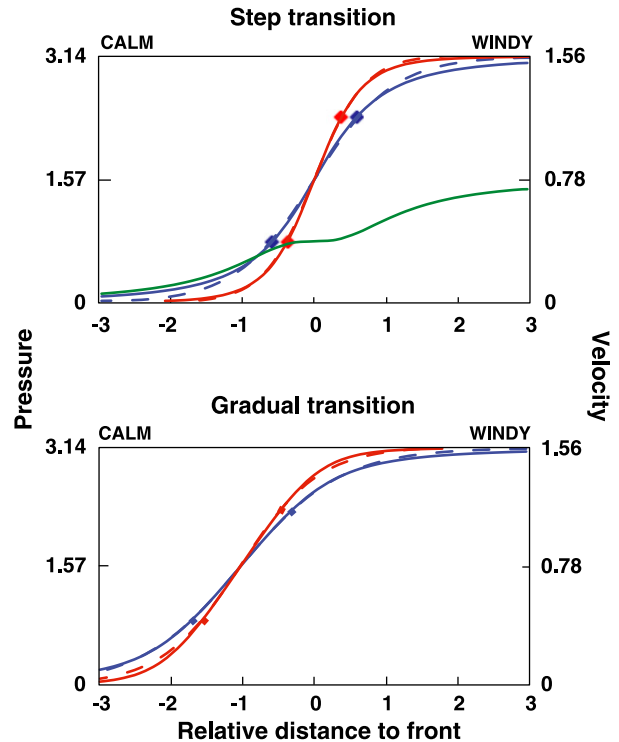 Step transition
CALM WINDY
3.14 1.56
1.57 0.78
0 0
-3 -2 -1 0 1 2 3
Pressure
Velocity
Gradual transition
CALM WINDY
3.14 1.56
1.57 0.78
0 0
-3 -2 -1 0 1 2 3
Relative distance to front